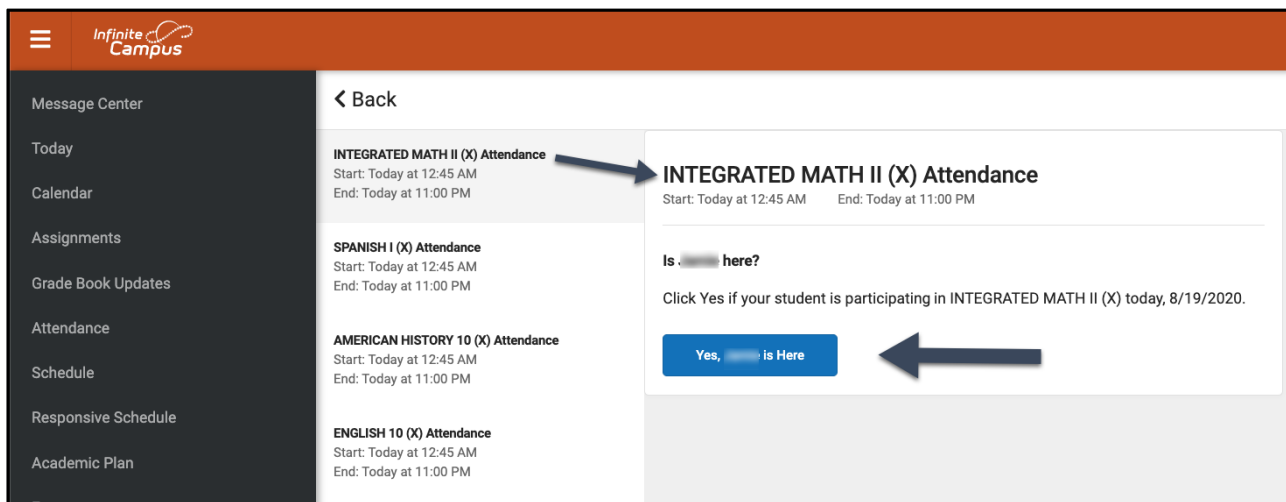 Infinite
Campus
Message Center
Today
Calendar
Assignments
Grade Book Updates
Attendance
Schedule
Responsive Schedule
Academic Plan
Back
INTEGRATED MATH II (X) Attendance
Start: Today at 12:45 AM
End: Today at 11:00 PM
SPANISH I (X) Attendance
Start: Today at 12:45 AM
End: Today at 11:00 PM
AMERICAN HISTORY 10 (X) Attendance
Start: Today at 12:45 AM
End: Today at 11:00 PM
ENGLISH 10 (X) Attendance
Start: Today at 12:45 AM
End: Today at 11:00 PM
INTEGRATED MATH II (X) Attendance
Start: Today at 12:45 AM End: Today at 11:00 PM
Is here?
Click Yes if your student is participating in INTEGRATED MATH II (X) today, 8/19/2020.
Yes, is Here